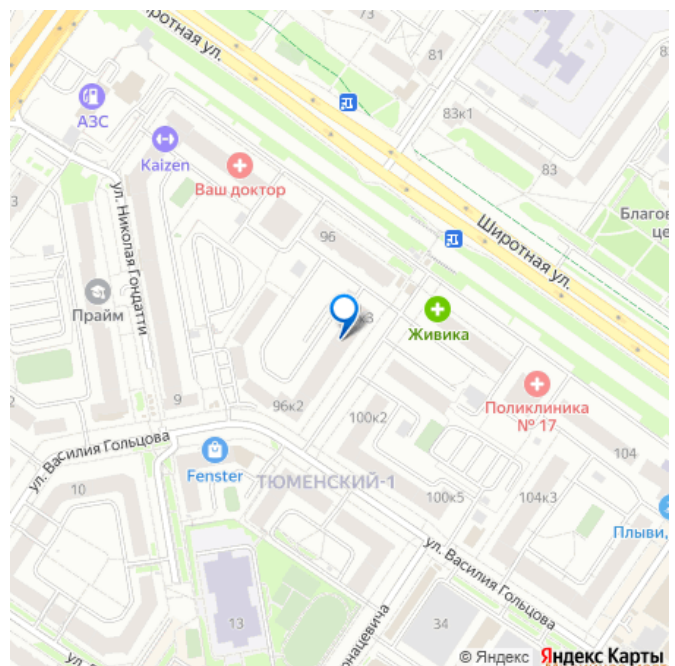 Широтная ул.
73
81
83к1
83
АЗС
Kaizen
Ваш доктор
ул. Николая Гондатти
Широтная ул.
Благов
це
96
3
Прайм
Живика
Поликлиника
№ 17
96к2
9
100к2
104
ул. Василия Гольцова
Fenster
ТЮМЕНСКИЙ-1
100к5
104к3
10
Плыви,
ул. Василия Гольцова
13
34
© Яндекс Яндекс Карты